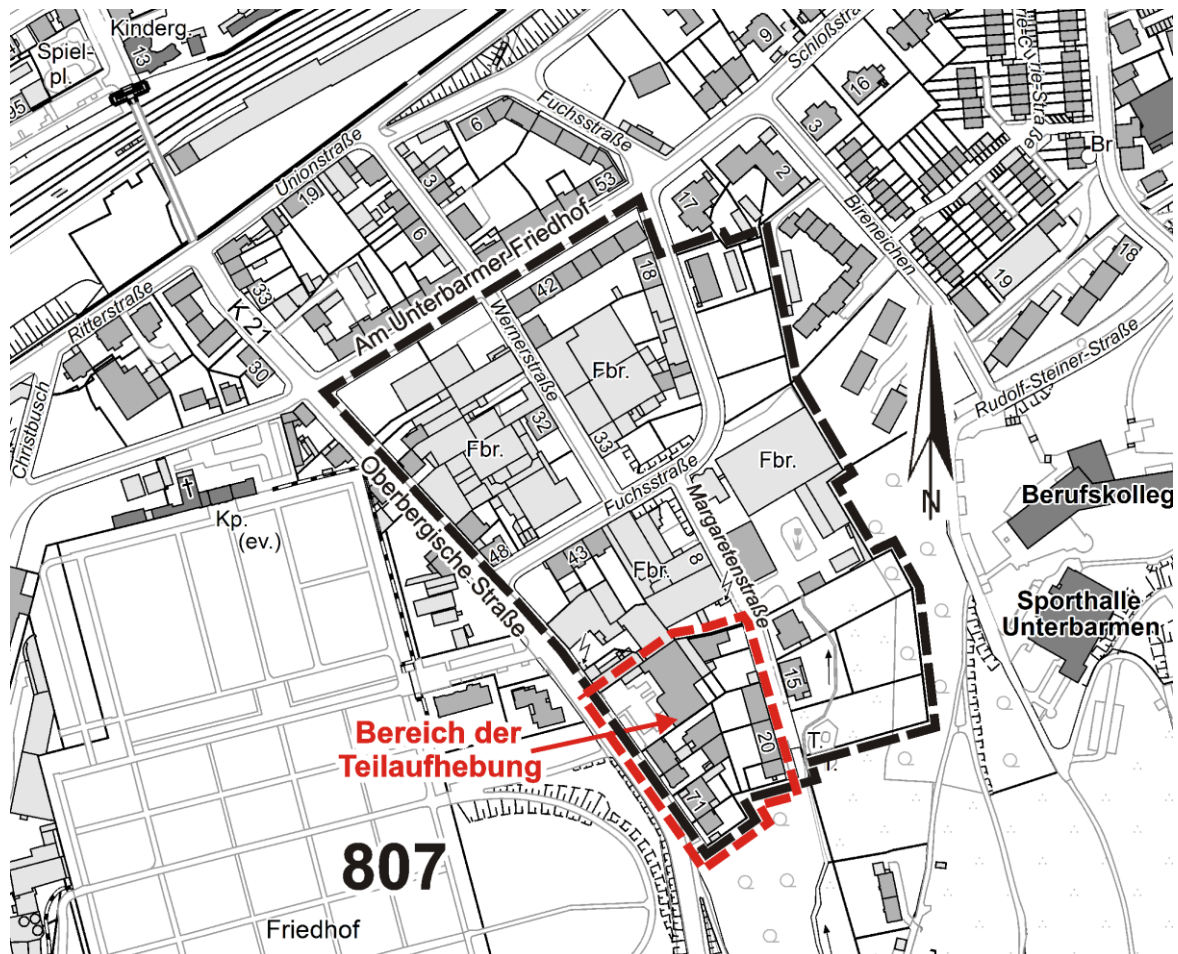 Kinderg.
13
Spiel-
pl.
95
9
Schloßstraße
16
Fuchsstraße
6
3
Br
Unionstraße
19
3
53
17
2
6
Bireneichen
Am-Unterbarmer-Friedhof
18
19
18
33
42
Ritterstraße
K 21
Wernerstraße
Rudolf-Steiner-Straße
30
Fbr.
Christbusch
32
33
Fbr.
Fbr.
Oberbergische Straße
Fuchsstraße
Margaretenstraße
N
Berufskolleg
Kp.
(ev.)
48
43
Fbr.
8
Sporthalle
Unterbarmen
15
Bereich der
Teilaufhebung
20
T.
71
807
Friedhof